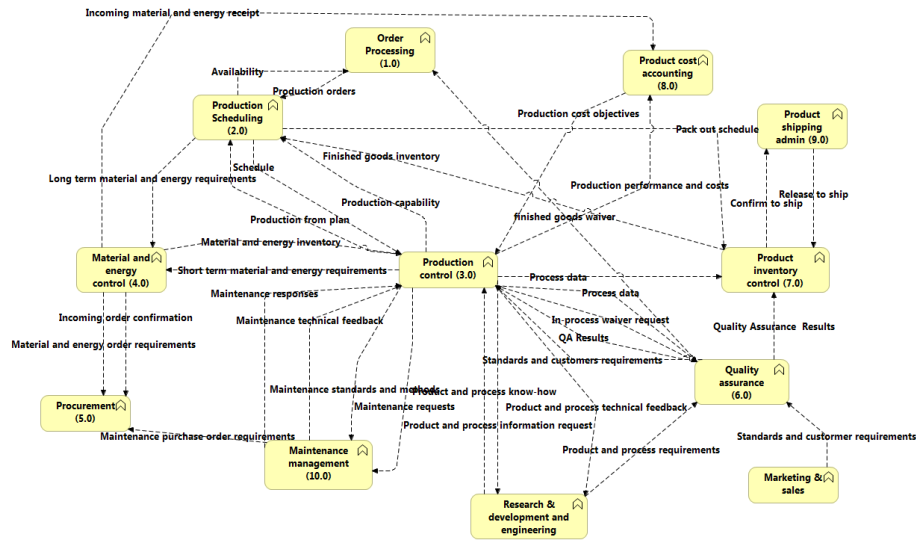 Incoming material and energy receipt
Order
Processing
(1.0)
Product cost
accounting
(8.0)
Availability
Production orders
Production
Scheduling
(2.0)
Production cost objectives
Product
shipping
admin (9.0)
Pack out schedule
Finished goods inventory
Schedule
Long term material and energy requirements
Production performance and costs
Release to ship
Confirm to ship
Production capability
finished goods waiver
Production from plan
Material and energy inventory
Material and
energy
control (4.0)
Production
control (3.0)
Product
inventory
control (7.0)
Short term material and energy requirements
Process data
Maintenance responses
Process data
Incoming order confirmation
Maintenance technical feedback
In-process waiver request
Quality Assurance Results
QA Results
Material and energy order requirements
Standards and customers requirements
Quality
assurance
(6.0)
Maintenance standards and methods
Product and process know-how
Procurement
(5.0)
Maintenance requests
Product and process technical feedback
Product and process information request
Maintenance purchase order requirements
Standards and custormer requirements
Maintenance
management
(10.0)
Product and process requirements
Marketing &
sales
Research &
development and
engineering